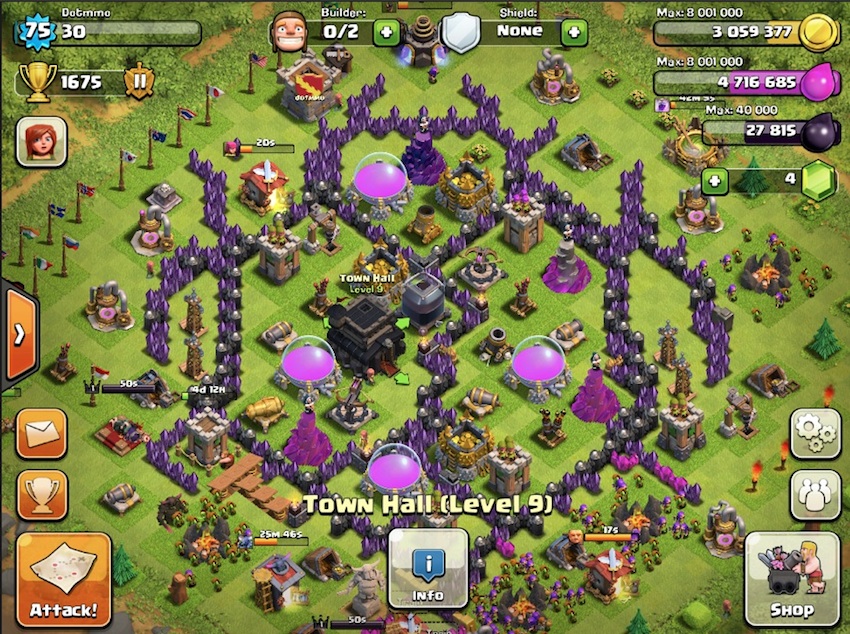 Dotmmo
75
30
Builder:
0/2
Shield:
None
Max: 8 001 000
3 059 377
1675
Max: 8 001 000
4 716 685
Max: 40 000
27 815
4
DOTMMO
20s
Town Hall
Level 9
50s
4d 12H
Town Hall (Level 9)
25M 46s
17s
i
Info
Attack!
Shop
50s